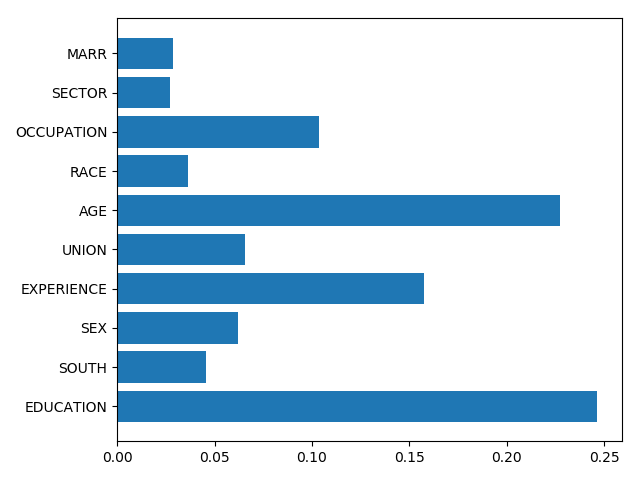 MARR
SECTOR
OCCUPATION
RACE
AGE
UNION
EXPERIENCE
SEX
SOUTH
EDUCATION
0.00 0.05 0.10 0.15 0.20 0.25